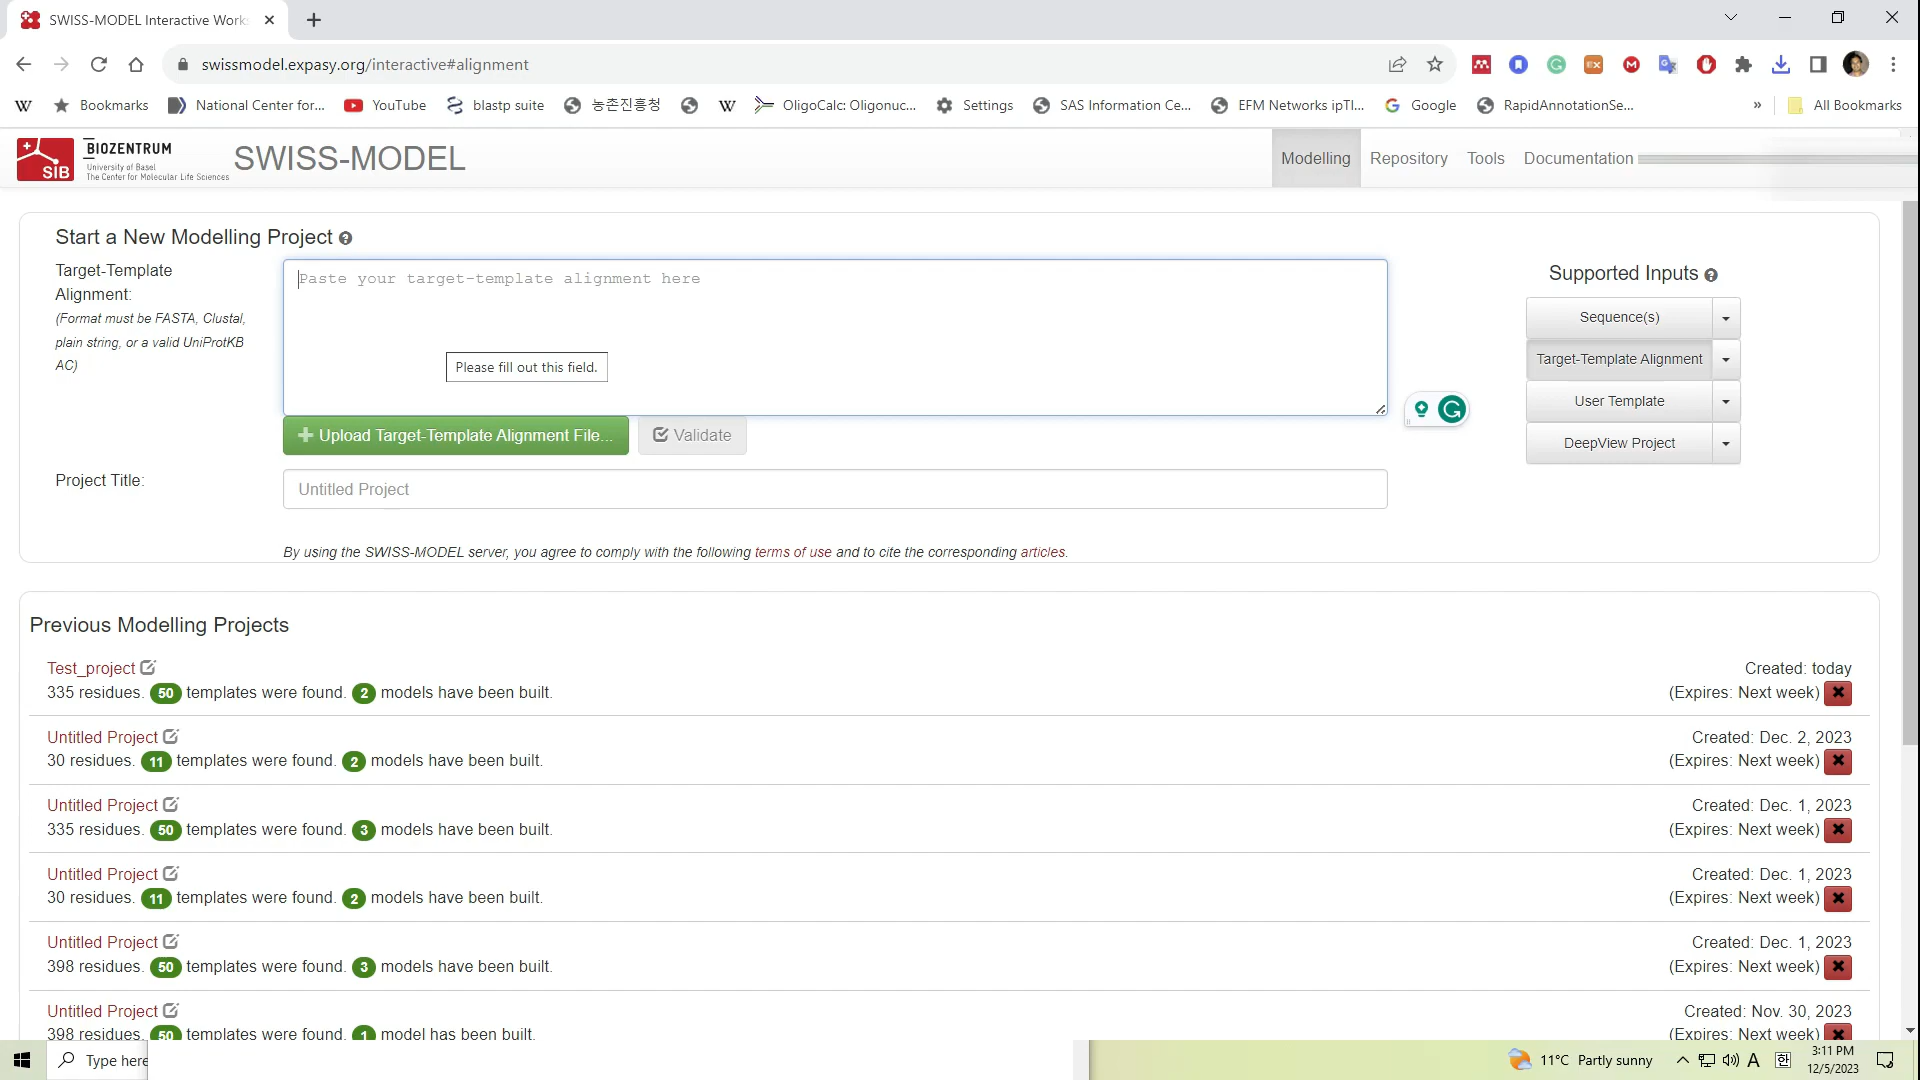 SWISS-MODEL Interactive Work
swissmodel.expasy.org/interactive#alignment
Bookmarks
National Center for...
YouTube
blastp suite
농촌진흥청
W
OligoCalc: Oligonuc...
Settings
SAS Information Ce...
EFM Networks ipTI...
Google
RapidAnnotationSe...
»
All Bookmarks
SIB
BIOZENTRUM
University of Basel
The Center for Molecular Life Sciences
SWISS-MODEL
Modelling
Repository
Tools
Documentation
Start a New Modelling Project
Target-Template
Alignment:
(Format must be FASTA, Clustal,
plain string, or a valid UniProtKB
AC)
Paste your target-template alignment here
Please fill out this field.
Upload Target-Template Alignment File...
Validate
Project Title:
Untitled Project
By using the SWISS-MODEL server, you agree to comply with the following terms of use and to cite the corresponding articles.
Supported Inputs
Sequence(s)
Target-Template Alignment
User Template
DeepView Project
Previous Modelling Projects
Test_project
Created: today
335 residues. 50 templates were found. 2 models have been built.
(Expires: Next week)
Untitled Project
Created: Dec. 2, 2023
30 residues. 11 templates were found. 2 models have been built.
(Expires: Next week)
Untitled Project
Created: Dec. 1, 2023
335 residues. 50 templates were found. 3 models have been built.
(Expires: Next week)
Untitled Project
Created: Dec. 1, 2023
30 residues. 11 templates were found. 2 models have been built.
(Expires: Next week)
Untitled Project
Created: Dec. 1, 2023
398 residues. 50 templates were found. 3 models have been built.
(Expires: Next week)
Untitled Project
Created: Nov. 30, 2023
398 residues. 50 templates were found. 1 model has been built.
(Expires: Next week)
Type here
11°C Partly sunny
A
한
3:11 PM
12/5/2023